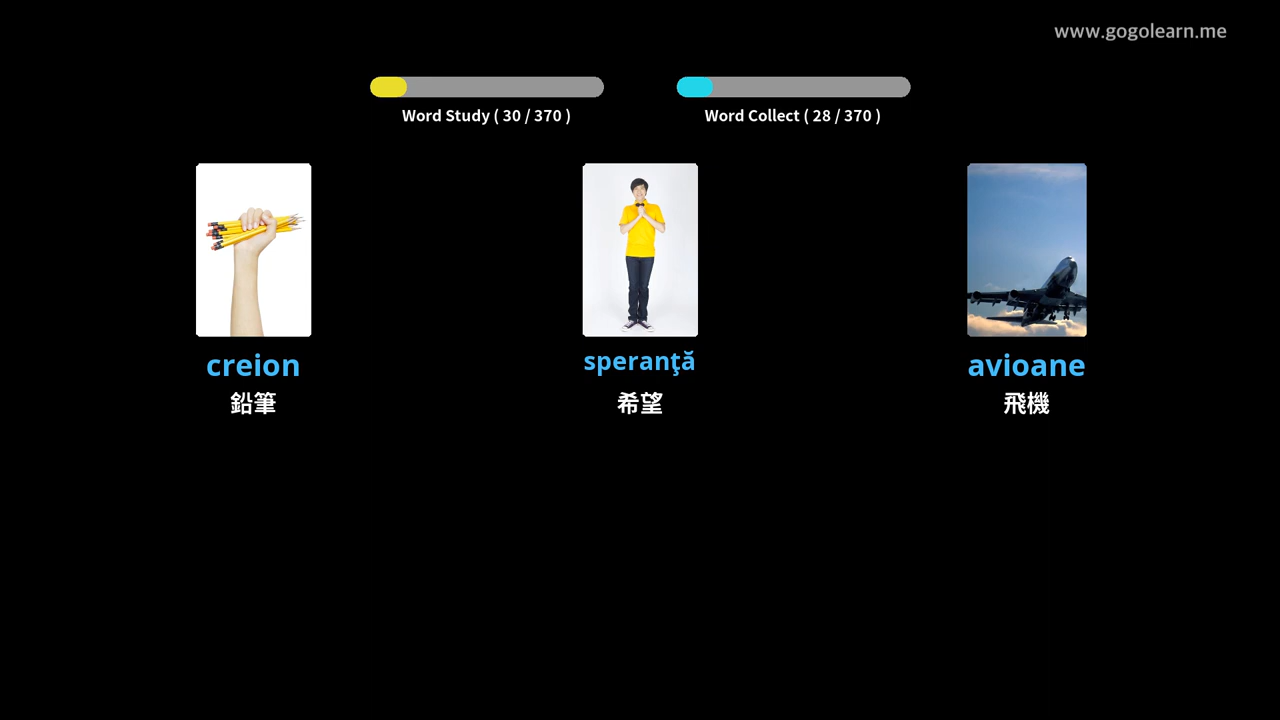 www.gogolearn.me
Word Study ( 30 / 370 )
Word Collect ( 28 / 370 )
creion
speranţă
avioane
鉛筆
希望
飛機